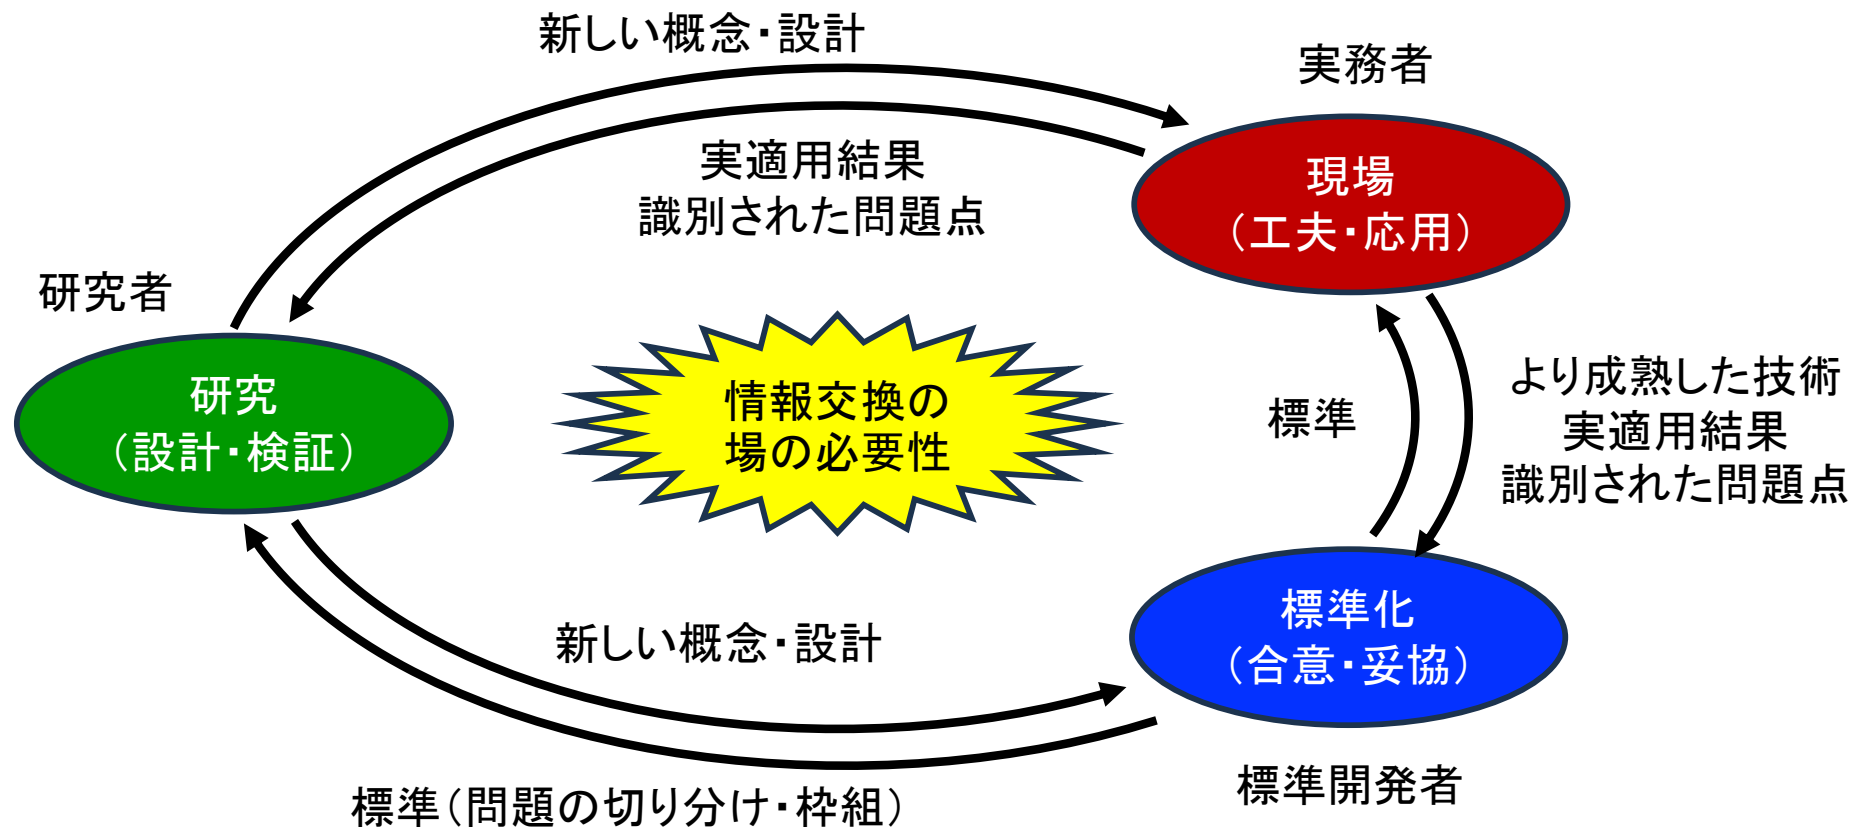 新しい概念・設計
実務者
実適用結果
識別された問題点
現場
（工夫・応用）
研究者
研究
（設計・検証）
情報交換の
場の必要性
標準
より成熟した技術
実適用結果
識別された問題点
標準化
（合意・妥協）
新しい概念・設計
標準開発者
標準（問題の切り分け・枠組）